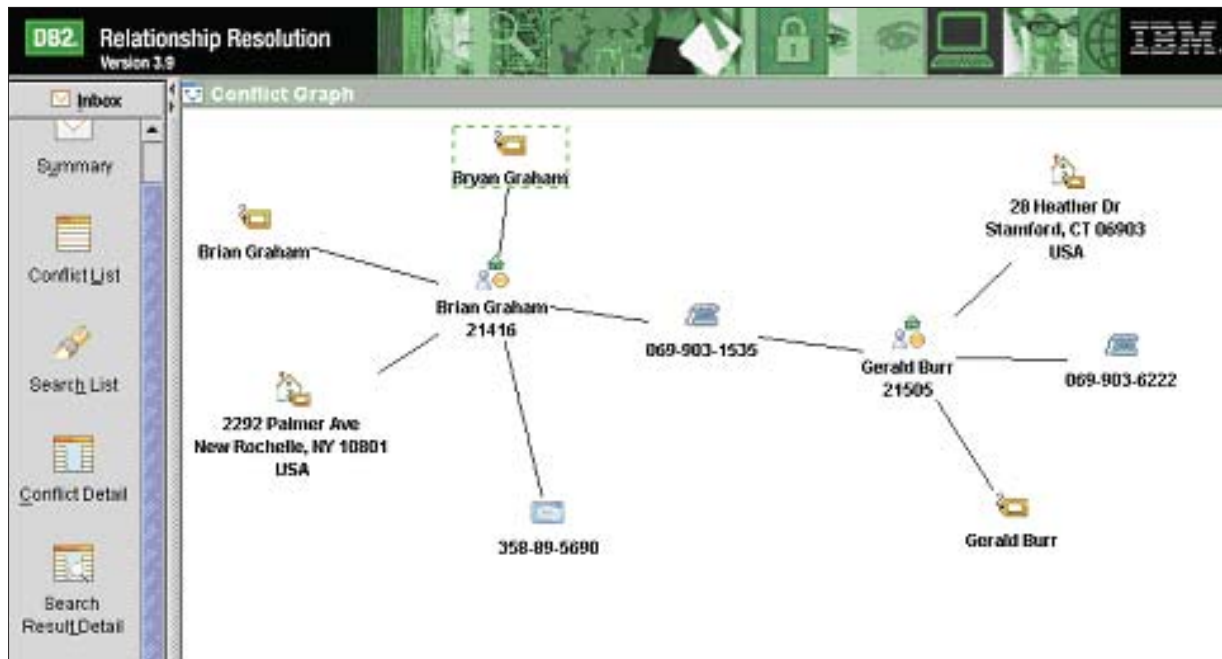 DB2. Relationship Resolution
Version 3.9
IBM.
Inbox
Conflict Graph
Summary
Conflict List
Search List
Conflict Detail
Search
Result Detail
Bryan Graham
Brian Graham
Brian Graham
21416
2292 Palmer Ave
New Rochelle, NY 10801
USA
358-89-5690
069-903-1535
28 Heather Dr
Stamford, CT 06903
USA
Gerald Burr
21505
069-903-6222
Gerald Burr